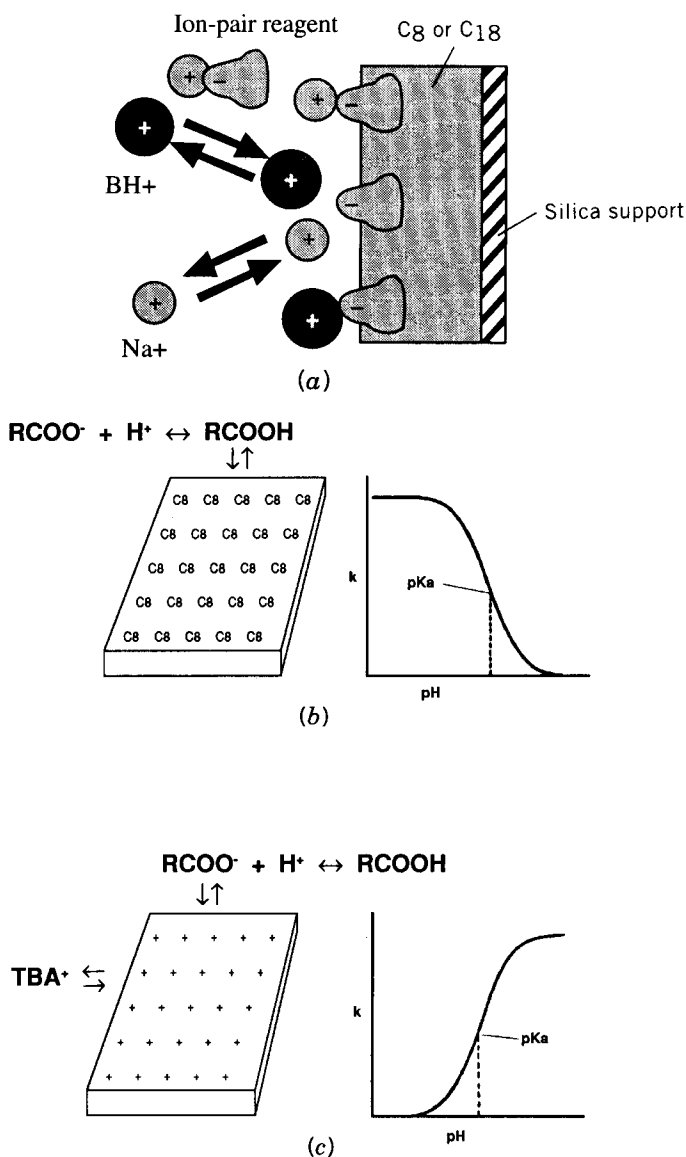 Ion-pair reagent
C8 or C18
+
−
+
−
+
BH+
+
−
+
Silica support
+
+
−
Na+
(a)
RCOO- + H+ ↔ RCOOH
↓↑
C8 C8 C8 C8 C8
C8 C8 C8 C8 C8
C8 C8 C8 C8 C8
C8 C8 C8 C8 C8
C8 C8 C8 C8 C8
k
pKa
pH
(b)
RCOO- + H+ ↔ RCOOH
↓↑
TBA+ ←
→
+ + + + +
+ + + + +
+ + + + +
+ + + + +
+ + + + +
k
pKa
pH
(c)